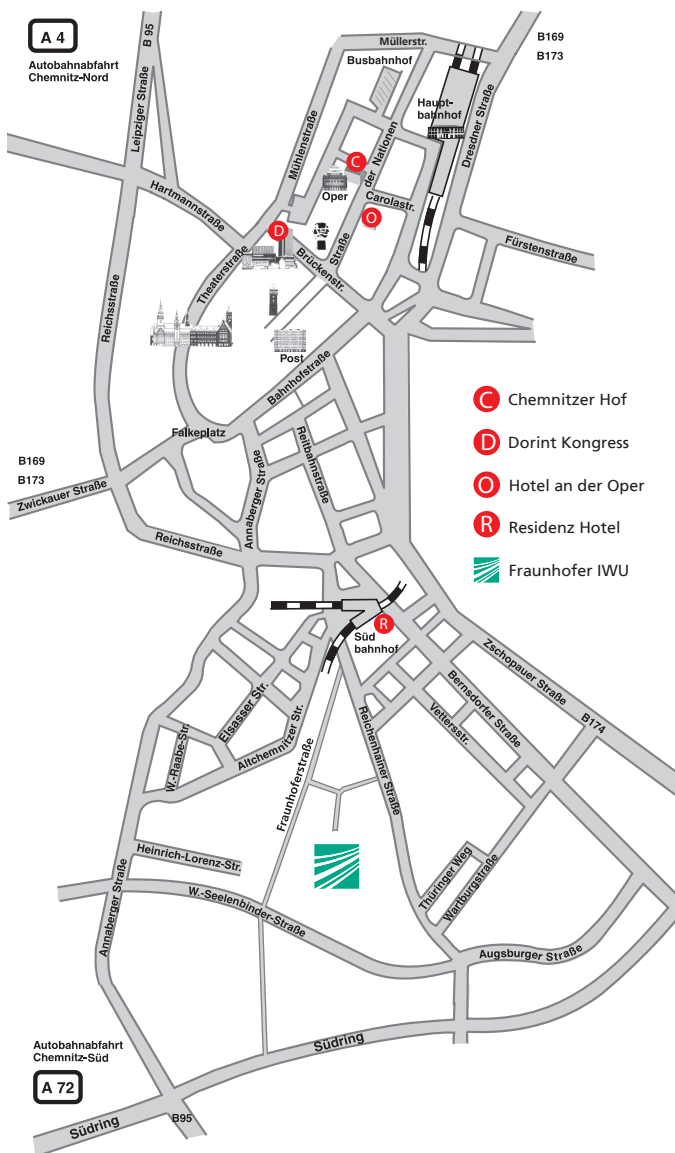 A 4
Autobahnabfahrt
Chemnitz-Nord
B 95
Leipziger Straße
Müllerstr.
Busbahnhof
B169
B173
Haupt-
bahnhof
Dresdner Straße
Mühlenstraße
Hartmannstraße
C
Oper
Straße der Nationen
Carolastr.
O
D
Fürstenstraße
Theaterstraße
Brückenstr.
Reichsstraße
Post
Bahnhofstraße
C Chemnitzer Hof
D Dorint Kongress
O Hotel an der Oper
R Residenz Hotel
Fraunhofer IWU
Falkeplatz
Reitbahnstraße
Annaberger Straße
B169
B173
Zwickauer Straße
Reichsstraße
R
Süd
bahnhof
Zschopauer Straße
B174
Bernsdorfer Straße
Vettersstr.
Elsasser Str.
W.-Raabe-Str.
Altchemnitzer Str.
Fraunhoferstraße
Reichenhainer Straße
Heinrich-Lorenz-Str.
Thüringer Weg
Wartburgstraße
Annaberger Straße
W.-Seelenbinder-Straße
Augsburger Straße
Südring
Autobahnabfahrt
Chemnitz-Süd
A 72
B95
Südring